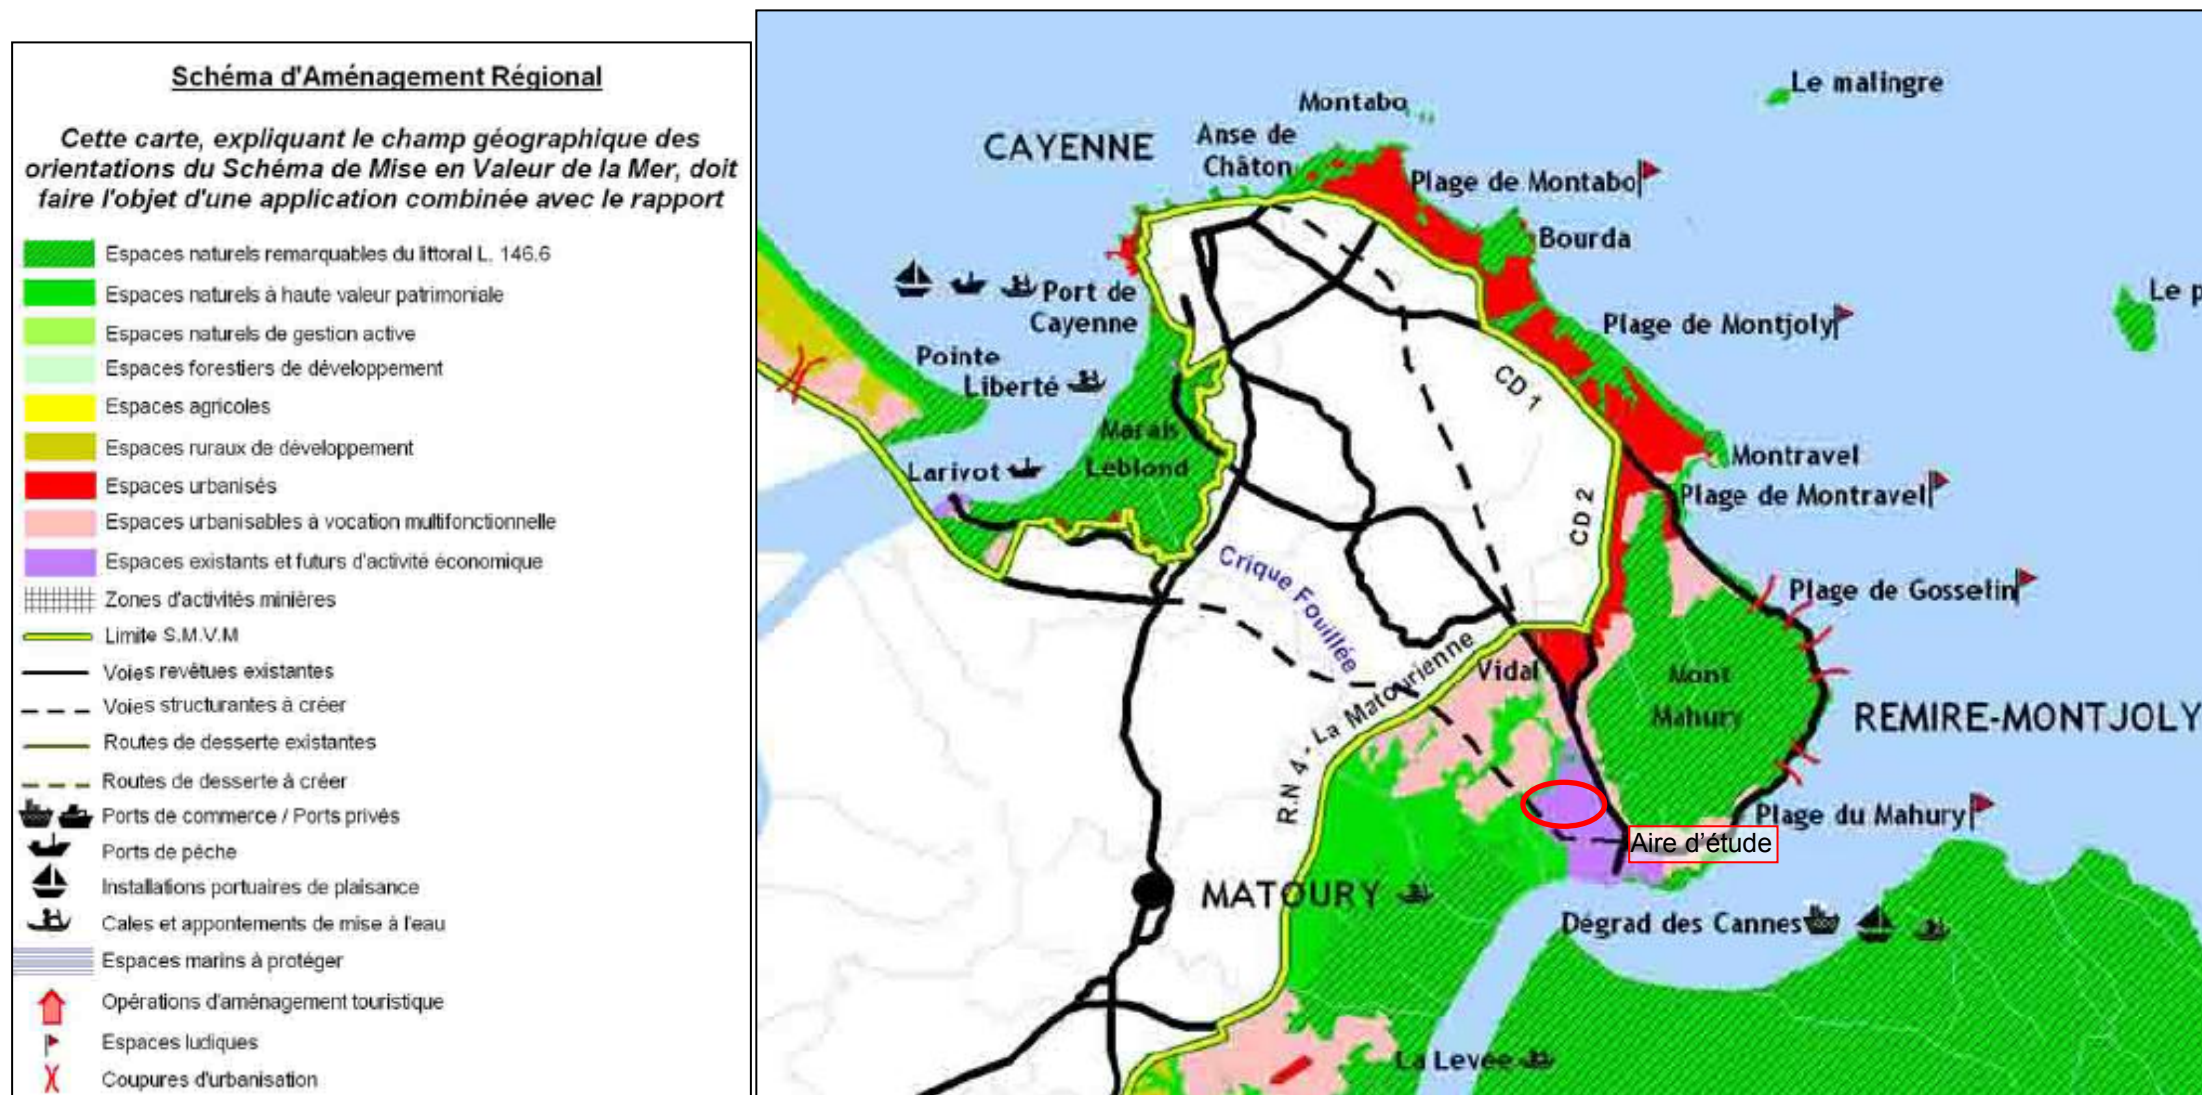 Schéma d'Aménagement Régional
Cette carte, expliquant le champ géographique des
orientations du Schéma de Mise en Valeur de la Mer, doit
faire l'objet d'une application combinée avec le rapport
Espaces naturels remarquables du littoral L. 146.6
Espaces naturels à haute valeur patrimoniale
Espaces naturels de gestion active
Espaces forestiers de développement
Espaces agricoles
Espaces ruraux de développement
Espaces urbanisés
Espaces urbanisables à vocation multifonctionnelle
Espaces existants et futurs d'activité économique
Zones d'activités minières
Limite S.M.V.M
Voies revêtues existantes
Voies structurantes à créer
Routes de desserte existantes
Routes de desserte à créer
Ports de commerce / Ports privés
Ports de pêche
Installations portuaires de plaisance
Cales et appontements de mise à l'eau
Espaces marins à protéger
Opérations d'aménagement touristique
Espaces ludiques
Coupures d'urbanisation
Le malingre
Montabo
CAYENNE
Anse de
Châton
Plage de Montabo
Bourda
Port de
Cayenne
Le p
Plage de Montjoly
Pointe
Liberté
CD 1
Marais
Leblond
Larivot
Montravel
Plage de Montravel
CD 2
Crique Fouillée
Plage de Gosselin
Vidal
Mont
Mahury
R.N 4 - La Matourienne
REMIRE-MONTJOLY
Plage du Mahury
Aire d'étude
MATOURY
Dégrad des Cannes
La Levée